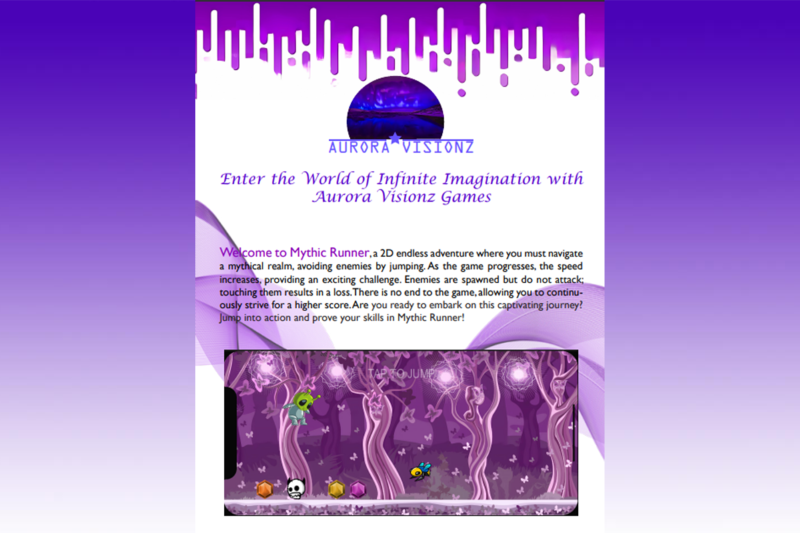 AURORA VISIONZ
Enter the World of Infinite Imagination with
Aurora Visionz Games
Welcome to Mythic Runner, a 2D endless adventure where you must navigate
a mythical realm, avoiding enemies by jumping. As the game progresses, the speed
increases, providing an exciting challenge. Enemies are spawned but do not attack;
touching them results in a loss.There is no end to the game, allowing you to continu-
ously strive for a higher score. Are you ready to embark on this captivating journey?
Jump into action and prove your skills in Mythic Runner!
TAP TO JUMP